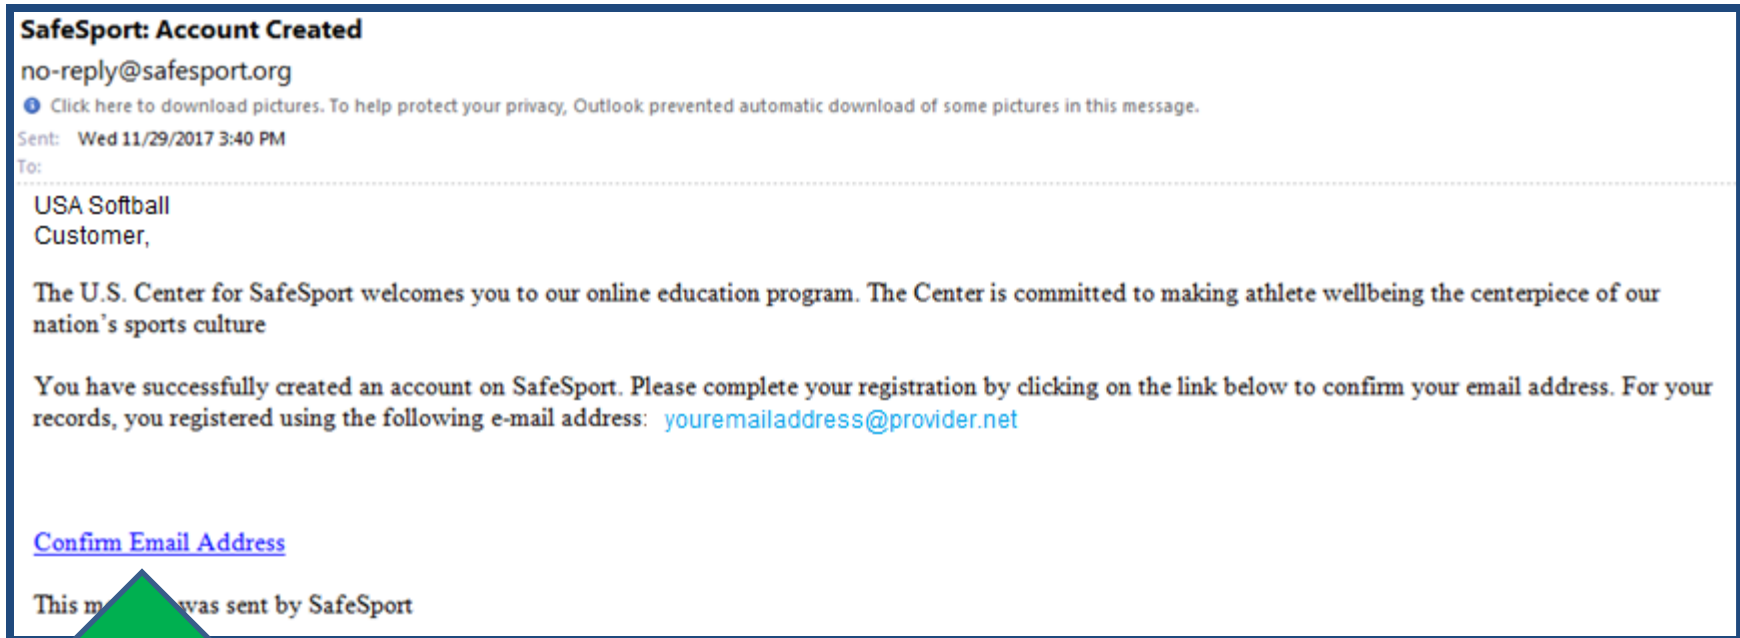 SafeSport: Account Created
no-reply@safesport.org
Click here to download pictures. To help protect your privacy, Outlook prevented automatic download of some pictures in this message.
Sent: Wed 11/29/2017 3:40 PM
To:
USA Softball
Customer,
The U.S. Center for SafeSport welcomes you to our online education program. The Center is committed to making athlete wellbeing the centerpiece of our
nation’s sports culture
You have successfully created an account on SafeSport. Please complete your registration by clicking on the link below to confirm your email address. For your
records, you registered using the following e-mail address: youremailaddress@provider.net
Confirm Email Address
This was sent by SafeSport